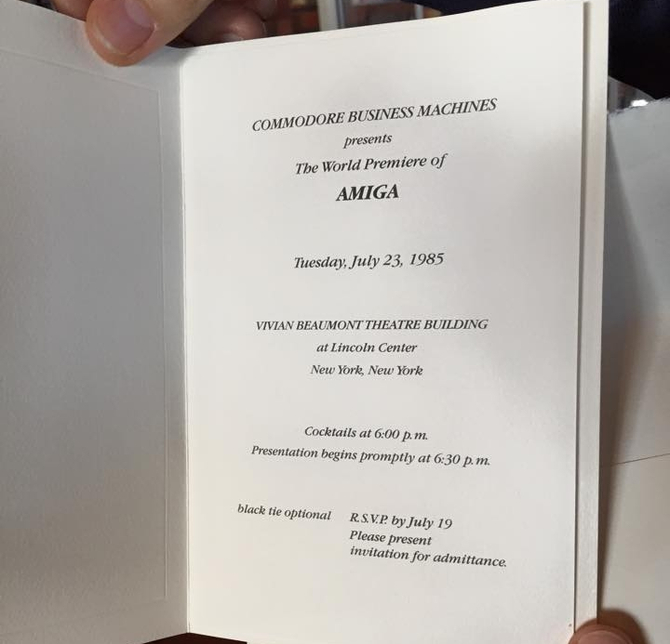 COMMODORE BUSINESS MACHINES
presents
The World Premiere of
AMIGA
Tuesday, July 23, 1985
VIVIAN BEAUMONT THEATRE BUILDING
at Lincoln Center
New York, New York
Cocktails at 6:00 p.m.
Presentation begins promptly at 6:30 p.m.
black tie optional
R.S.V.P. by July 19
Please present
invitation for admittance.